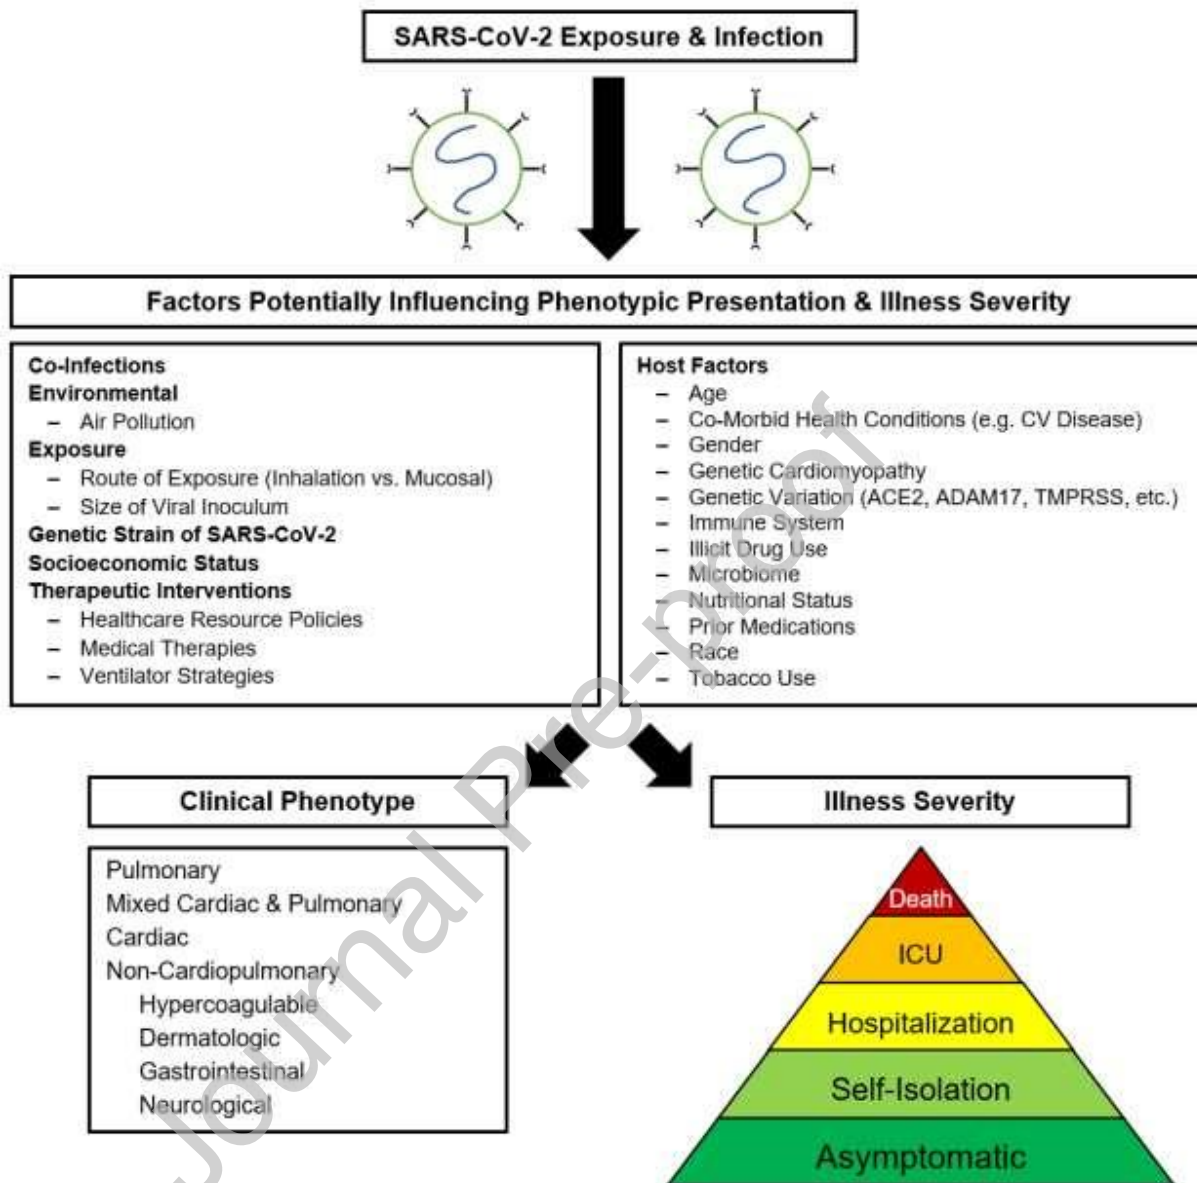 SARS-CoV-2 Exposure & Infection
Factors Potentially Influencing Phenotypic Presentation & Illness Severity
Co-Infections
Environmental
– Air Pollution
Exposure
– Route of Exposure (Inhalation vs. Mucosal)
– Size of Viral Inoculum
Genetic Strain of SARS-CoV-2
Socioeconomic Status
Therapeutic Interventions
– Healthcare Resource Policies
– Medical Therapies
– Ventilator Strategies
Host Factors
– Age
– Co-Morbid Health Conditions (e.g. CV Disease)
– Gender
– Genetic Cardiomyopathy
– Genetic Variation (ACE2, ADAM17, TMPRSS, etc.)
– Immune System
– Illicit Drug Use
– Microbiome
– Nutritional Status
– Prior Medications
– Race
– Tobacco Use
Clinical Phenotype
Pulmonary
Mixed Cardiac & Pulmonary
Cardiac
Non-Cardiopulmonary
Hypercoagulable
Dermatologic
Gastrointestinal
Neurological
Illness Severity
Death
ICU
Hospitalization
Self-Isolation
Asymptomatic
Journal Pre-proof